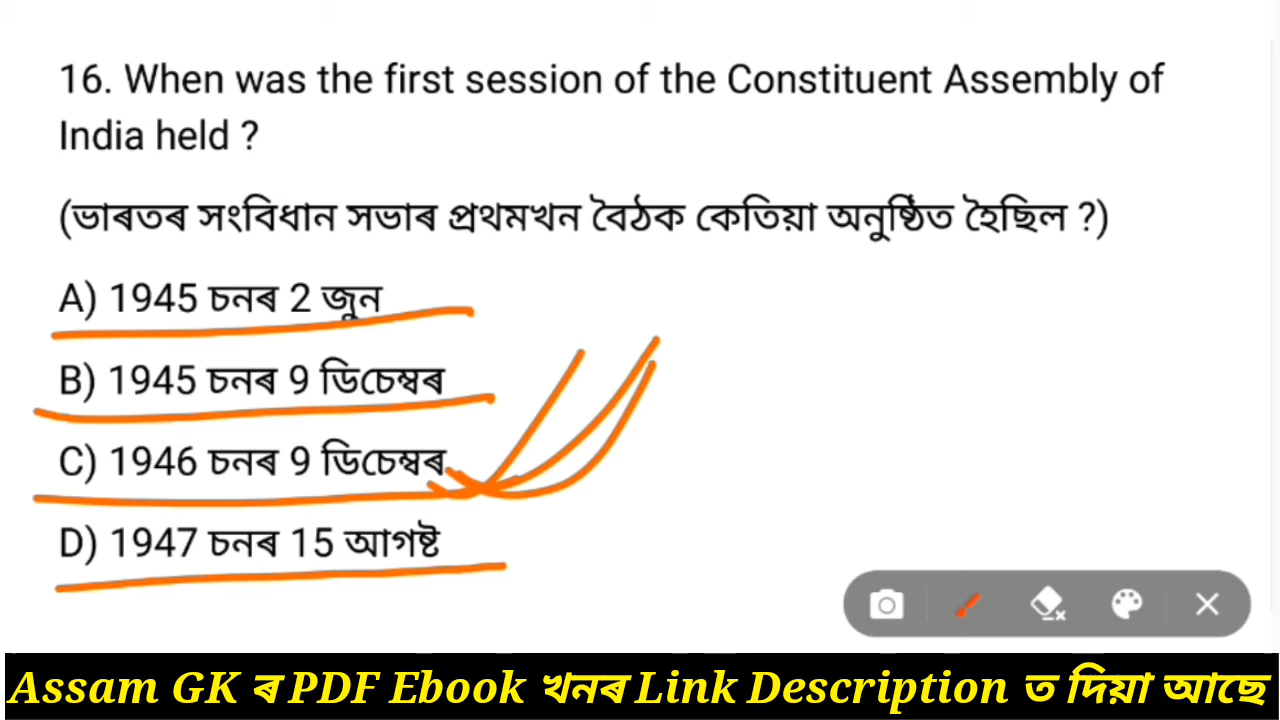 16. When was the first session of the Constituent Assembly of
India held ?
(ভাৰতৰ সংবিধান সভাৰ প্ৰথমখন বৈঠক কেতিয়া অনুষ্ঠিত হৈছিল ?)
A) 1945 চনৰ 2 জুন
B) 1945 চনৰ 9 ডিচেম্বৰ
C) 1946 চনৰ 9 ডিচেম্বৰ
D) 1947 চনৰ 15 আগষ্ট
Assam GK ৰ PDF Ebook খনৰ Link Description ত দিয়া আছে